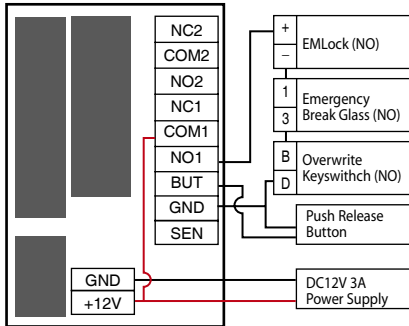 NC2
COM2
NO2
NC1
COM1
NO1
BUT
GND
SEN
GND
+12V
+
−
EMLock (NO)
1
3
Emergency
Break Glass (NO)
B
D
Overwrite
Keyswithch (NO)
Push Release
Button
DC12V 3A
Power Supply